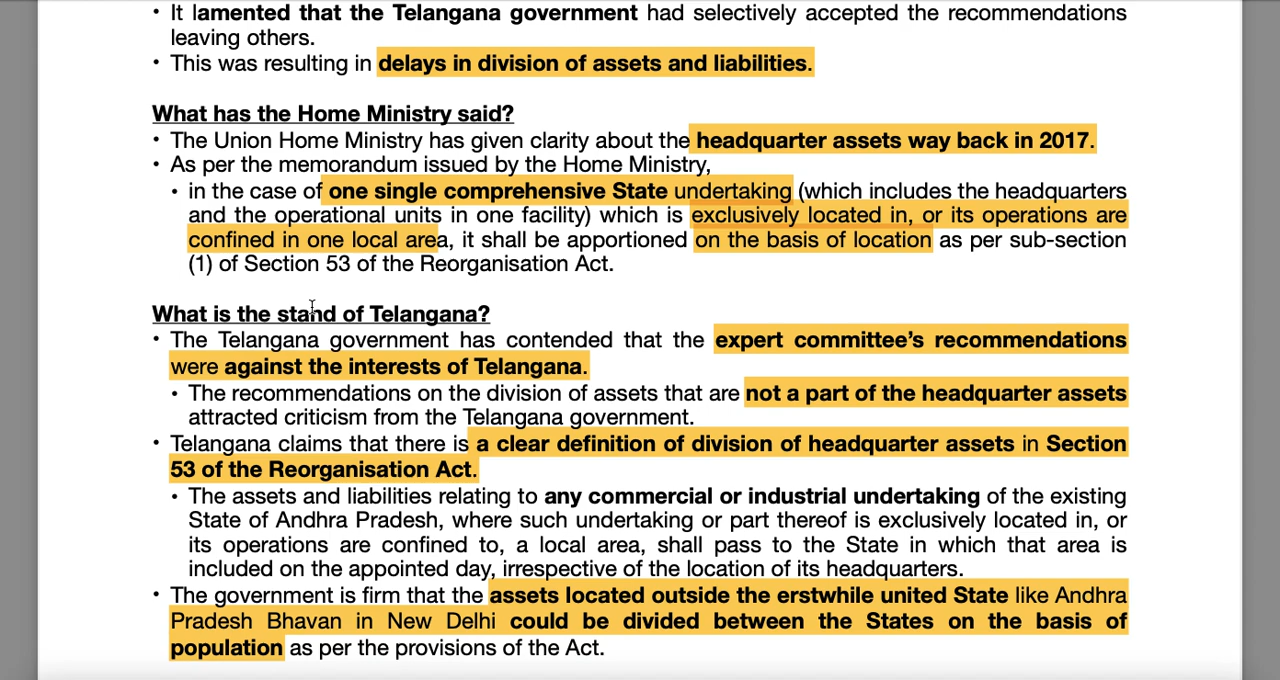 • It lamented that the Telangana government had selectively accepted the recommendations
leaving others.
• This was resulting in delays in division of assets and liabilities.
What has the Home Ministry said?
• The Union Home Ministry has given clarity about the headquarter assets way back in 2017.
• As per the memorandum issued by the Home Ministry,
• in the case of one single comprehensive State undertaking (which includes the headquarters
and the operational units in one facility) which is exclusively located in, or its operations are
confined in one local area, it shall be apportioned on the basis of location as per sub-section
(1) of Section 53 of the Reorganisation Act.
What is the stand of Telangana?
• The Telangana government has contended that the expert committee’s recommendations
were against the interests of Telangana.
• The recommendations on the division of assets that are not a part of the headquarter assets
attracted criticism from the Telangana government.
• Telangana claims that there is a clear definition of division of headquarter assets in Section
53 of the Reorganisation Act.
• The assets and liabilities relating to any commercial or industrial undertaking of the existing
State of Andhra Pradesh, where such undertaking or part thereof is exclusively located in, or
its operations are confined to, a local area, shall pass to the State in which that area is
included on the appointed day, irrespective of the location of its headquarters.
• The government is firm that the assets located outside the erstwhile united State like Andhra
Pradesh Bhavan in New Delhi could be divided between the States on the basis of
population as per the provisions of the Act.